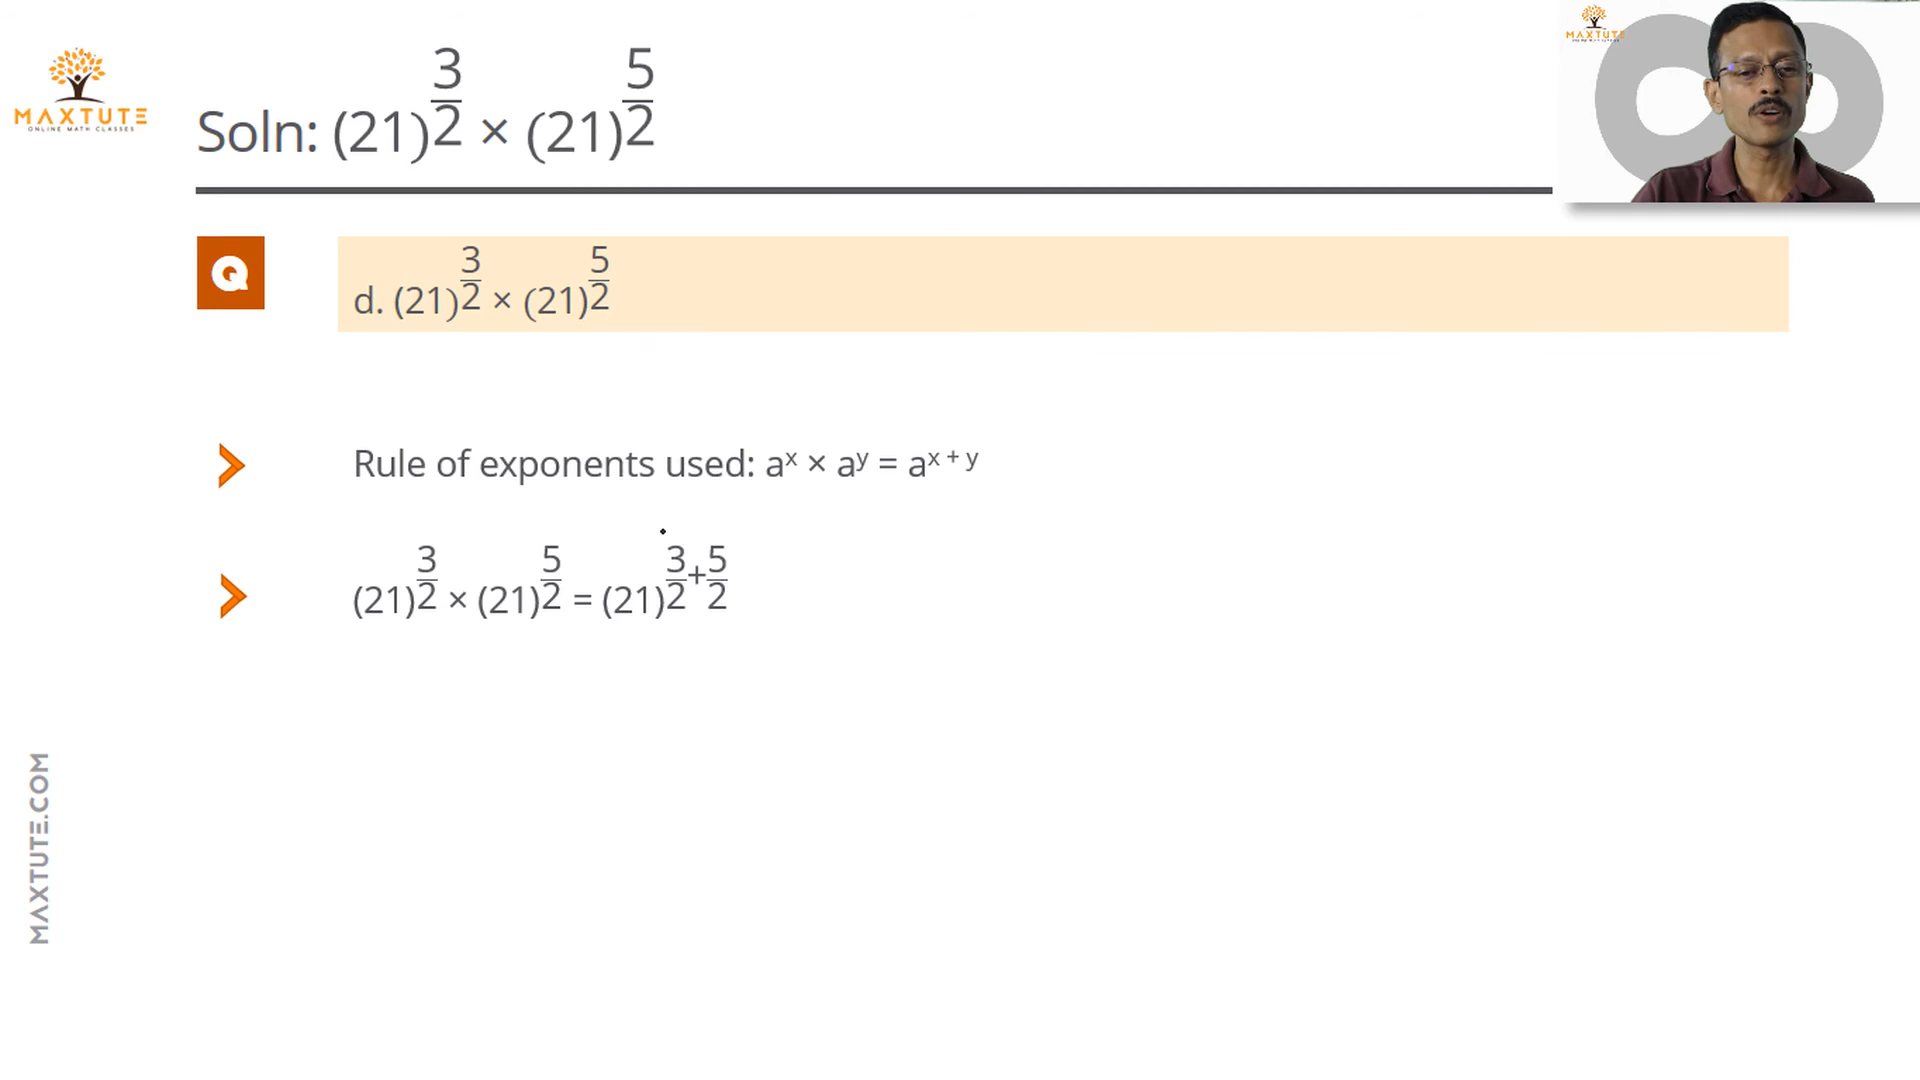 MAXTUTE
ONLINE MATH CLASSES
Soln: (21)^(3/2) × (21)^(5/2)
MAXTUTE
Q
d. (21)^(3/2) × (21)^(5/2)
Rule of exponents used: a^x × a^y = a^(x + y)
(21)^(3/2) × (21)^(5/2) = (21)^(3/2+5/2)
MAXTUTE.COM